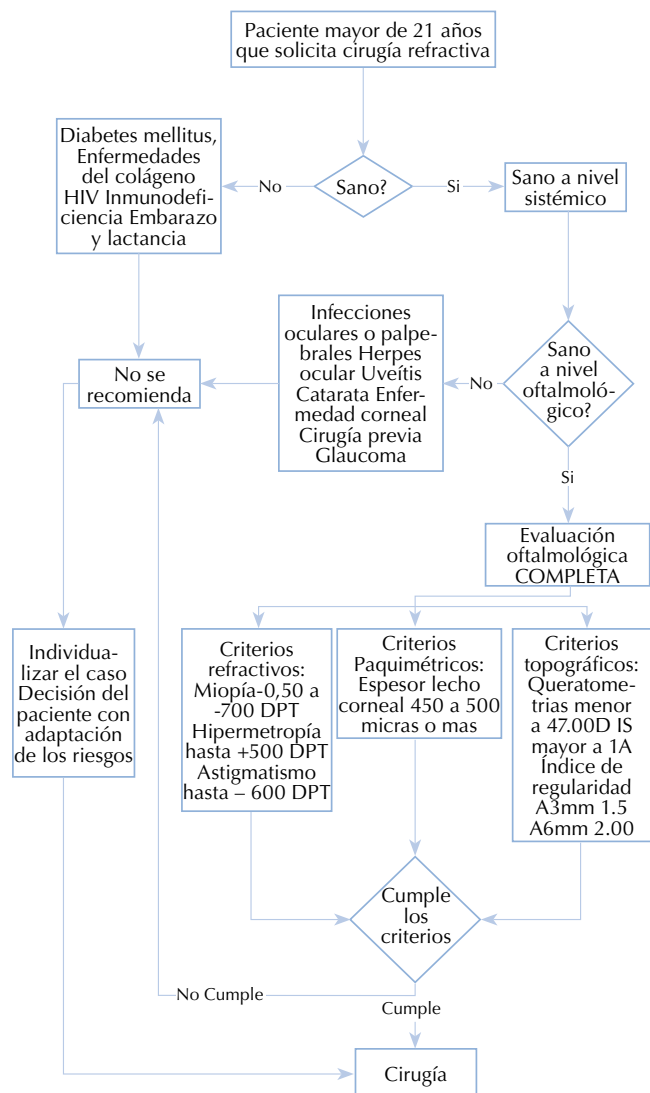 Paciente mayor de 21 años
que solicita cirugía refractiva
Diabetes mellitus,
Enfermedades
del colágeno
HIV Inmunodefi-
ciencia Embarazo
y lactancia
No
Sano?
Si
Sano a nivel
sistémico
Infecciones
oculares o palpe-
brales Herpes
ocular Uveítis
Catarata Enfer-
medad corneal
Cirugía previa
Glaucoma
Sano
a nivel
oftalmoló-
gico?
No se
recomienda
No
Si
Evaluación
oftalmológica
COMPLETA
Individua-
lizar el caso
Decisión del
paciente con
adaptación
de los riesgos
Criterios
refractivos:
Miopía-0,50 a
-700 DPT
Hipermetropía
hasta +500 DPT
Astigmatismo
hasta – 600 DPT
Criterios
Paquimétricos:
Espesor lecho
corneal 450 a 500
micras o mas
Criterios
topográficos:
Queratome-
trias menor
a 47.00D IS
mayor a 1A
Índice de
regularidad
A3mm 1.5
A6mm 2.00
Cumple
los
criterios
No Cumple
Cumple
Cirugía